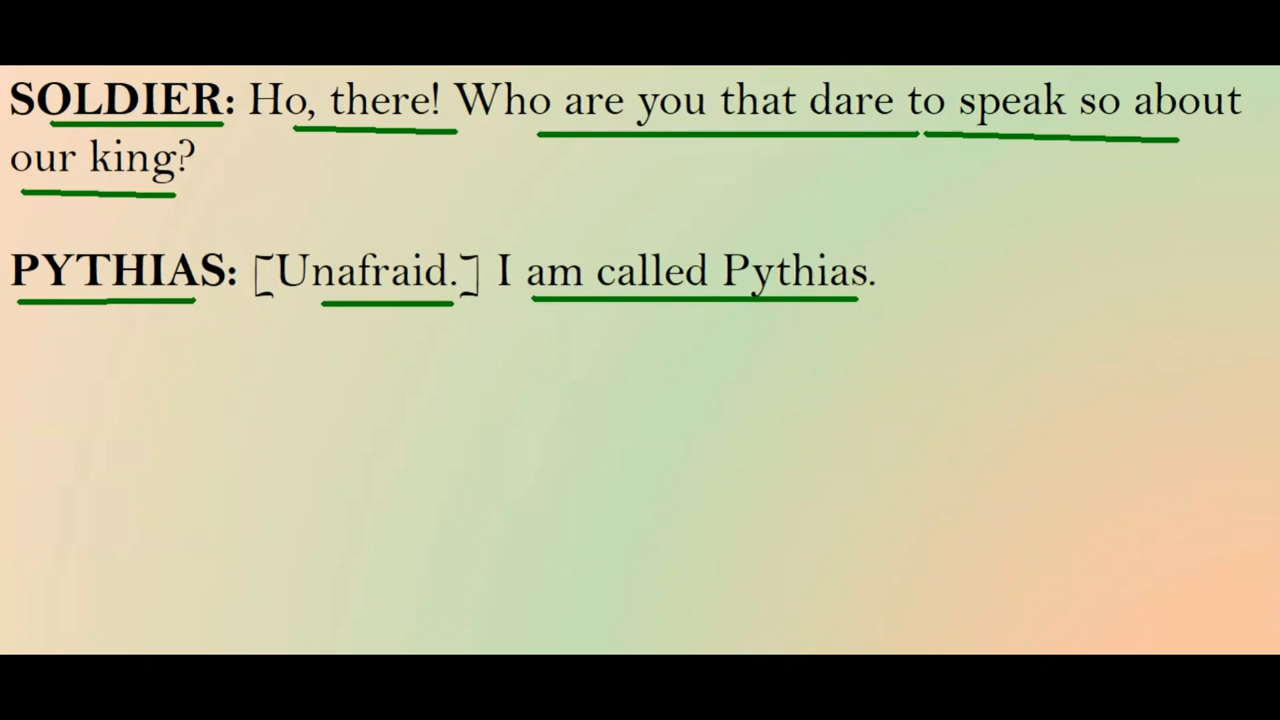 SOLDIER: Ho, there! Who are you that dare to speak so about
our king?
PYTHIAS: [Unafraid.] I am called Pythias.